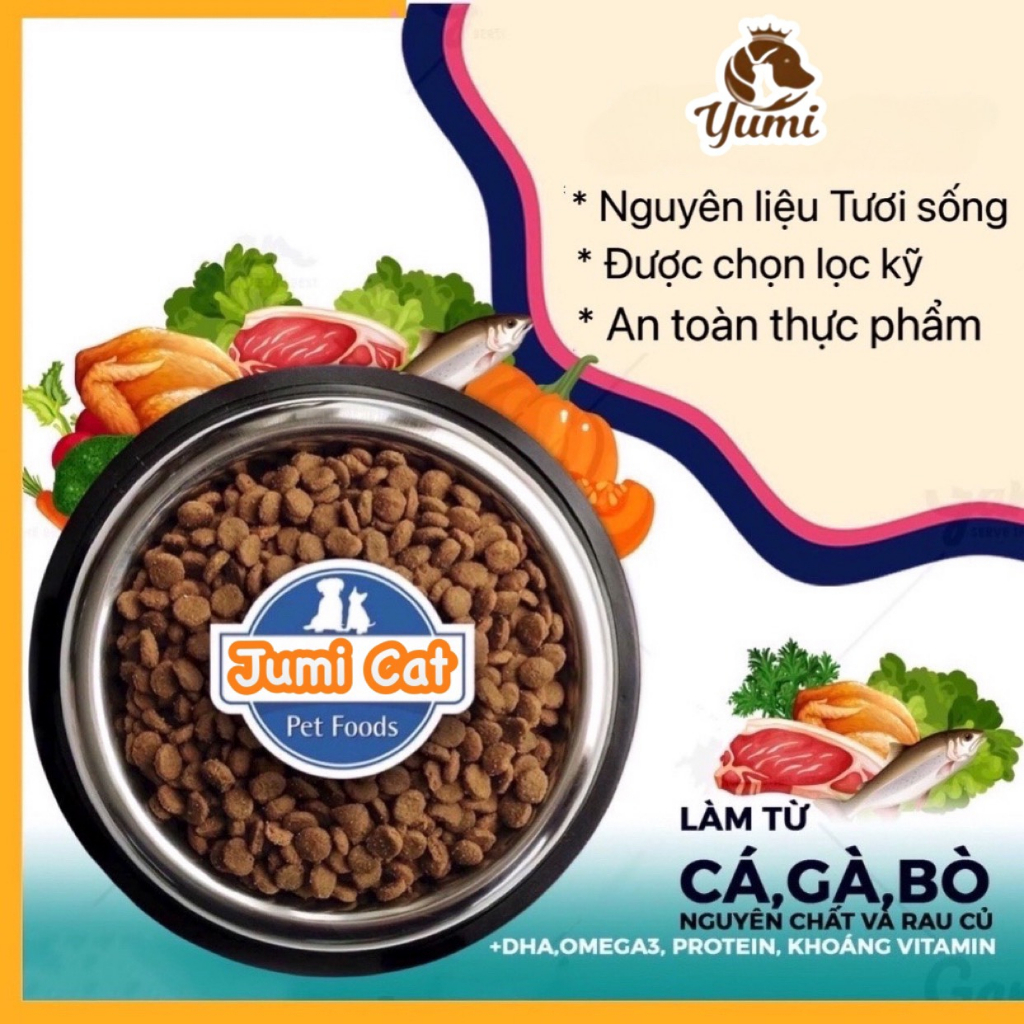 Yumi
* Nguyên liệu Tươi sống
* Được chọn lọc kỹ
* An toàn thực phẩm
Jumi Cat
Pet Foods
LÀM TỪ
CÁ,GÀ,BÒ
NGUYÊN CHẤT VÀ RAU CỦ
+DHA,OMEGA3, PROTEIN, KHOÁNG VITAMIN